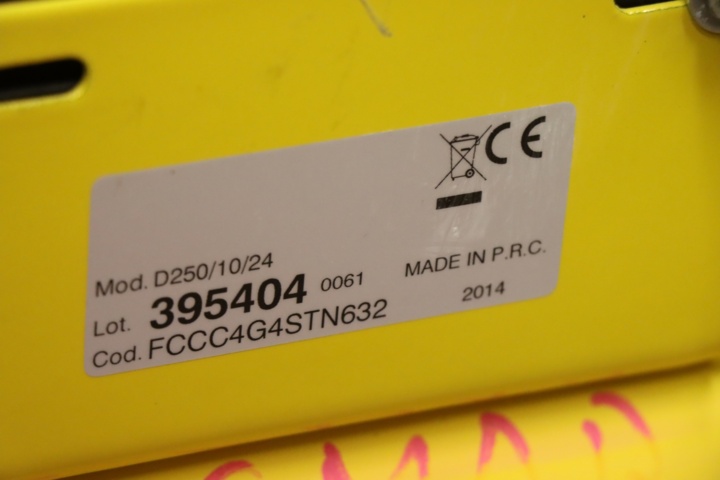 CE
Mod. D250/10/24
Lot. 395404 0061
MADE IN P.R.C.
Cod. FCCC4G4STN632
2014